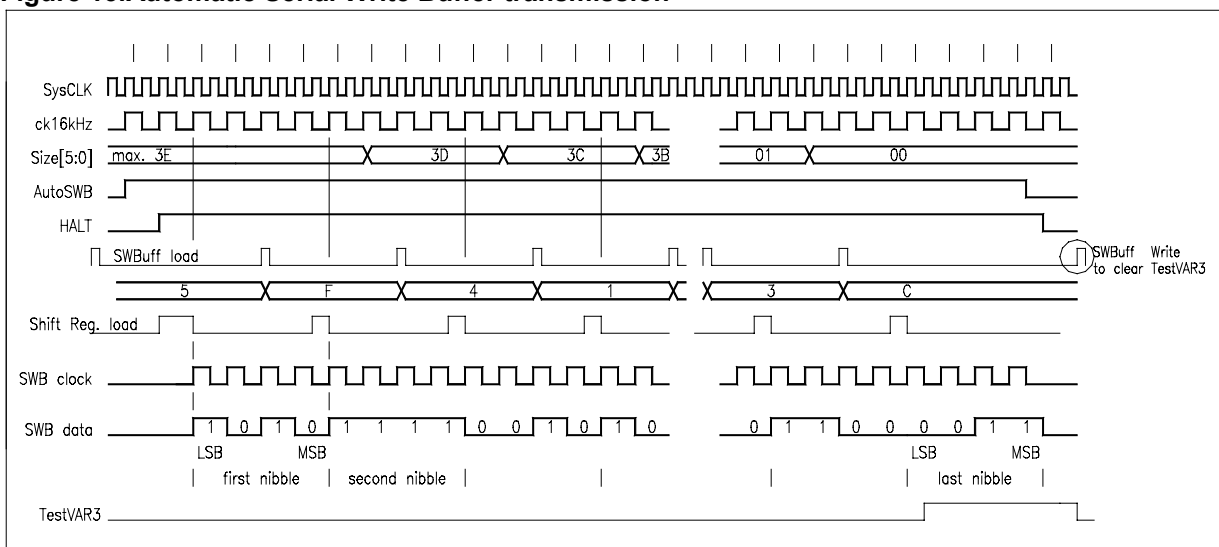 Figure Automatic Serial Write Buffer transmission
SysCLK
ck16kHz
Size[5:0] max. 3E 3D 3C 3B 01 00
AutoSWB
HALT
SWBuff load SWBuff Write
to clear TestVAR3
5 F 4 1 3 C
Shift Reg. load
SWB clock
SWB data 1 0 1 0 1 1 1 1 0 0 1 0 1 0 0 1 1 0 0 0 0 1 1
LSB MSB LSB MSB
first nibble second nibble last nibble
TestVAR3